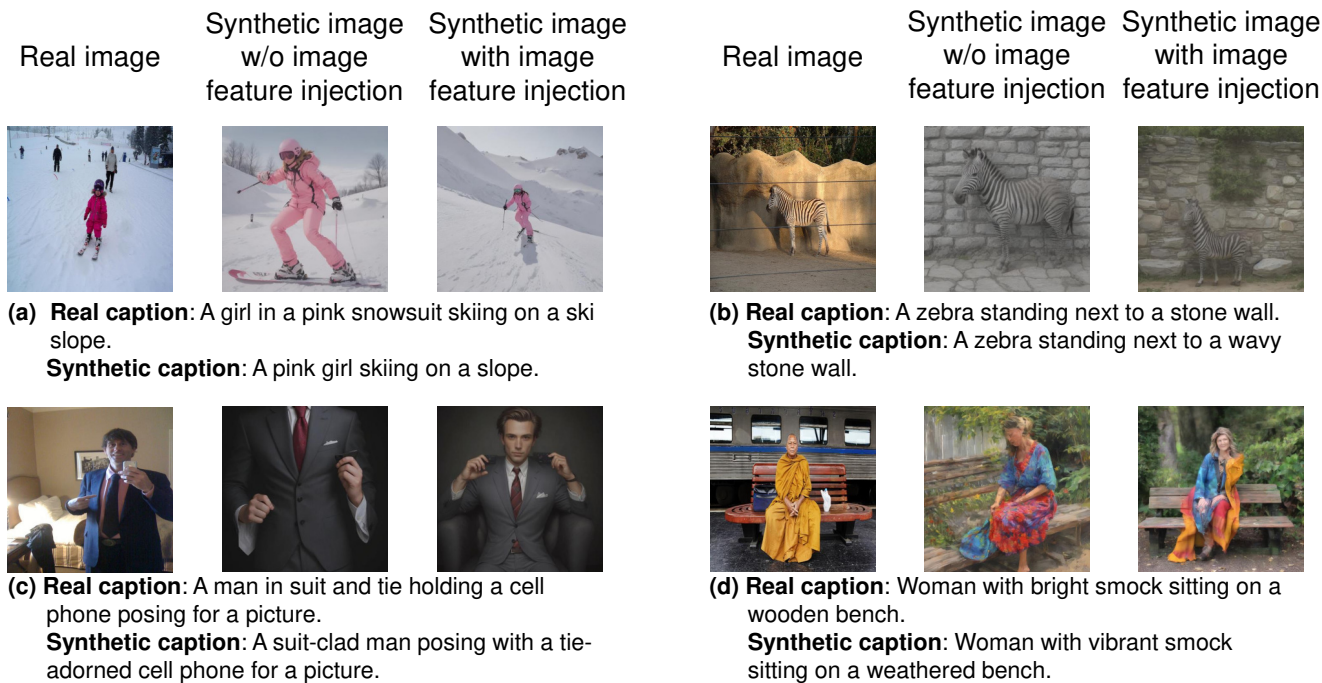 Real image
Synthetic image
w/o image
feature injection
Synthetic image
with image
feature injection
Real image
Synthetic image
w/o image
feature injection
Synthetic image
with image
feature injection
(a) Real caption: A girl in a pink snowsuit skiing on a ski
slope.
Synthetic caption: A pink girl skiing on a slope.
(b) Real caption: A zebra standing next to a stone wall.
Synthetic caption: A zebra standing next to a wavy
stone wall.
(c) Real caption: A man in suit and tie holding a cell
phone posing for a picture.
Synthetic caption: A suit-clad man posing with a tie-
adorned cell phone for a picture.
(d) Real caption: Woman with bright smock sitting on a
wooden bench.
Synthetic caption: Woman with vibrant smock
sitting on a weathered bench.